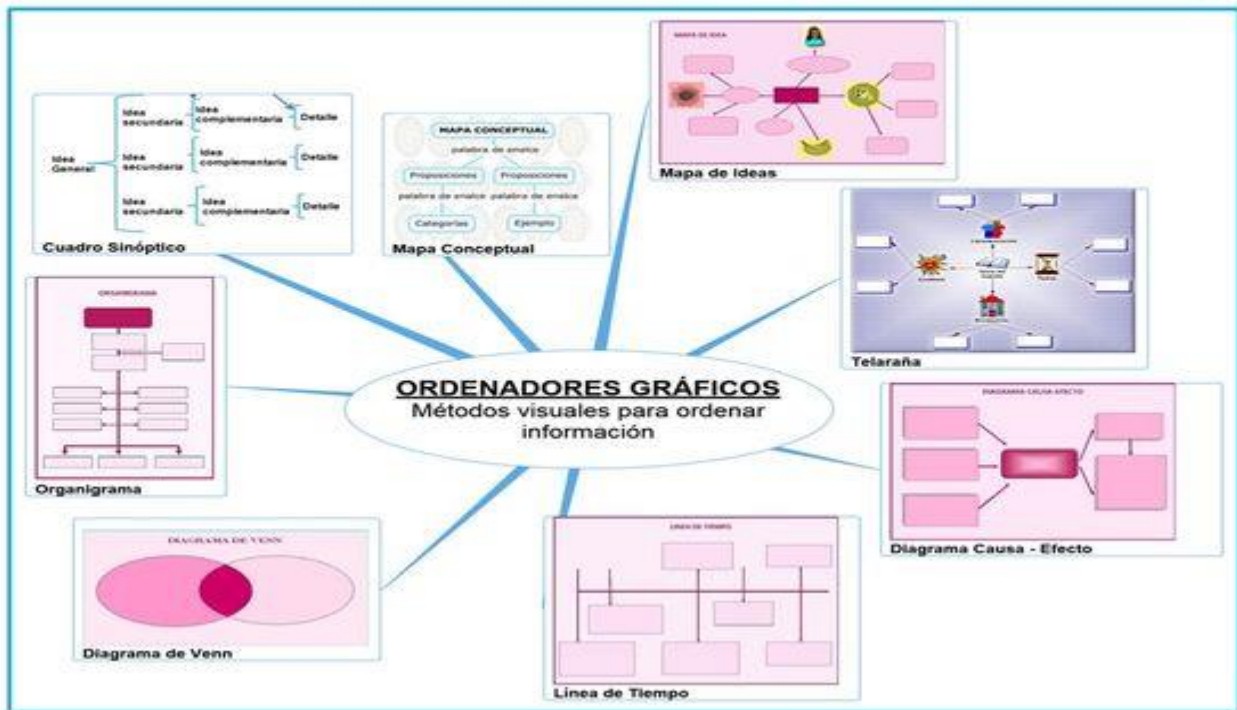 MAPA DE IDEA
Mapa de Ideas
Idea General
Idea secundaria
Idea complementaria
Detalle
Idea secundaria
Idea complementaria
Detalle
Idea secundaria
Idea complementaria
Detalle
Cuadro Sinóptico
MAPA CONCEPTUAL
palabra de enalce
Proposiciones Proposiciones
palabra de enalce palabra de enalce
Categorías Ejemplo
Mapa Conceptual
Telaraña
ORGANIGRAMA
Organigrama
ORDENADORES GRÁFICOS
Métodos visuales para ordenar
información
DIAGRAMA CAUSA EFECTO
Diagrama Causa - Efecto
DIAGRAMA DE VENN
Diagrama de Venn
LINEA DE TIEMPO
Línea de Tiempo